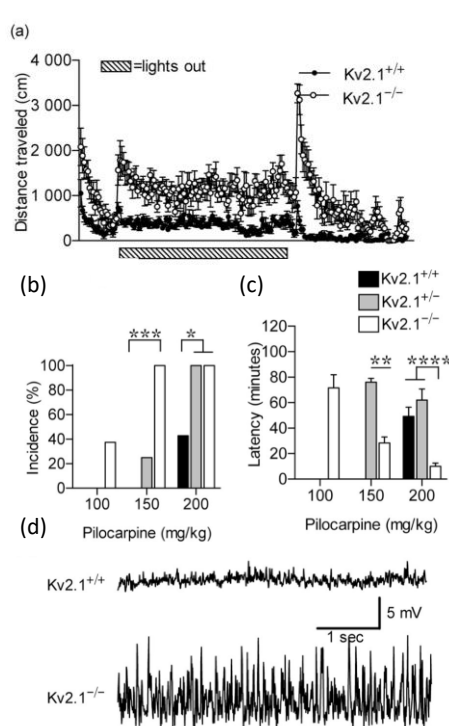 (a)
=lights out
Kv2.1+/+
Kv2.1−/−
Distance traveled (cm)
4 000
3 000
2 000
1 000
0
(b)
***
*
Incidence (%)
100
80
60
40
20
0
100
150
200
Pilocarpine (mg/kg)
(c)
Kv2.1+/+
Kv2.1+/−
Kv2.1−/−
**
****
Latency (minutes)
120
100
80
60
40
20
0
100
150
200
Pilocarpine (mg/kg)
(d)
Kv2.1+/+
5 mV
1 sec
Kv2.1−/−